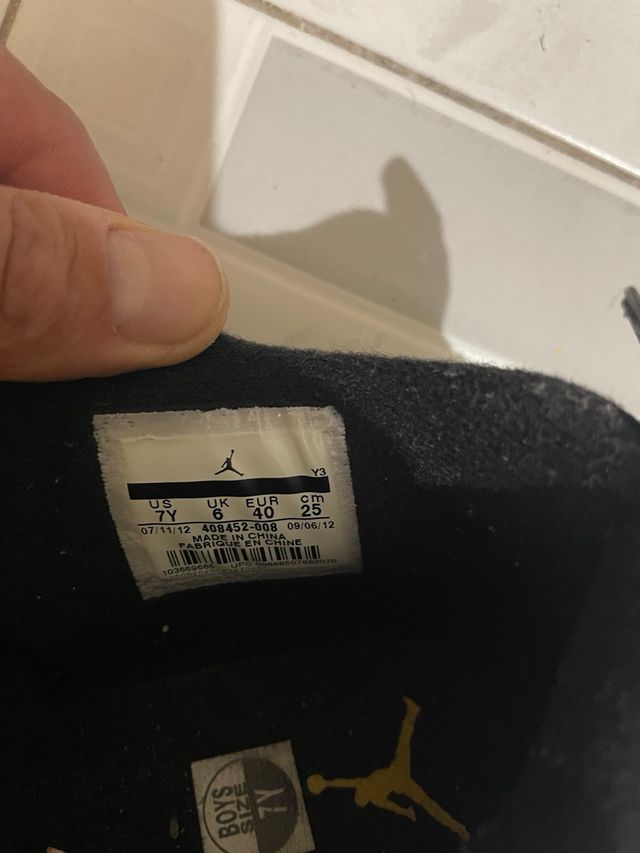 Y3
US UK EUR cm
7Y 6 40 25
07/11/12 408452-008 09/06/12
MADE IN CHINA
FABRIQUE EN CHINE
UPC
BOYS
SIZE
7Y